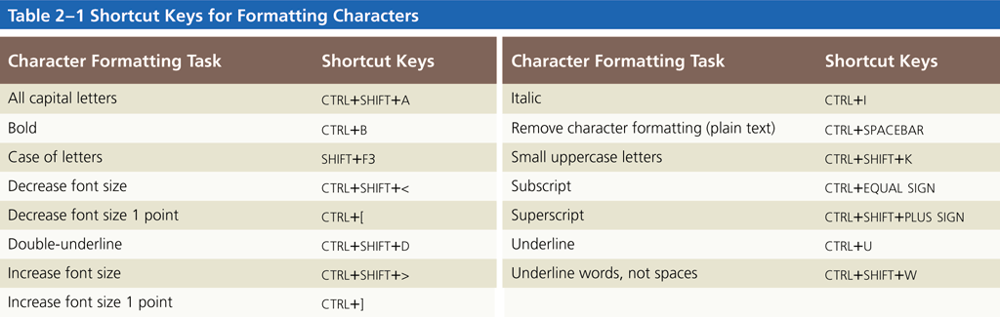 Table 2–1 Shortcut Keys for Formatting Characters
Character Formatting Task Shortcut Keys Character Formatting Task Shortcut Keys
All capital letters CTRL+SHIFT+A Italic CTRL+I
Bold CTRL+B Remove character formatting (plain text) CTRL+SPACEBAR
Case of letters SHIFT+F3 Small uppercase letters CTRL+SHIFT+K
Decrease font size CTRL+SHIFT+< Subscript CTRL+EQUAL SIGN
Decrease font size 1 point CTRL+[ Superscript CTRL+SHIFT+PLUS SIGN
Double-underline CTRL+SHIFT+D Underline CTRL+U
Increase font size CTRL+SHIFT+> Underline words, not spaces CTRL+SHIFT+W
Increase font size 1 point CTRL+]